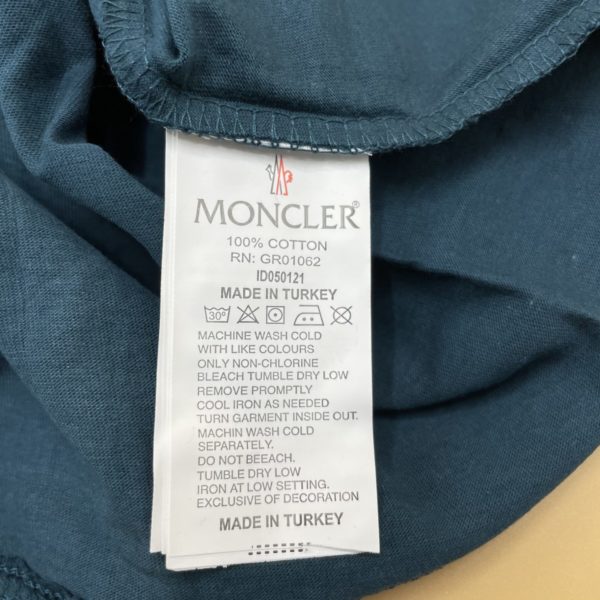 MONCLER®
100% COTTON
RN: GR01062
ID050121
MADE IN TURKEY
30°
MACHINE WASH COLD
WITH LIKE COLOURS
ONLY NON-CHLORINE
BLEACH TUMBLE DRY LOW
REMOVE PROMPTLY
COOL IRON AS NEEDED
TURN GARMENT INSIDE OUT.
MACHIN WASH COLD
SEPARATELY.
DO NOT BEEACH.
TUMBLE DRY LOW
IRON AT LOW SETTING.
EXCLUSIVE OF DECORATION
MADE IN TURKEY